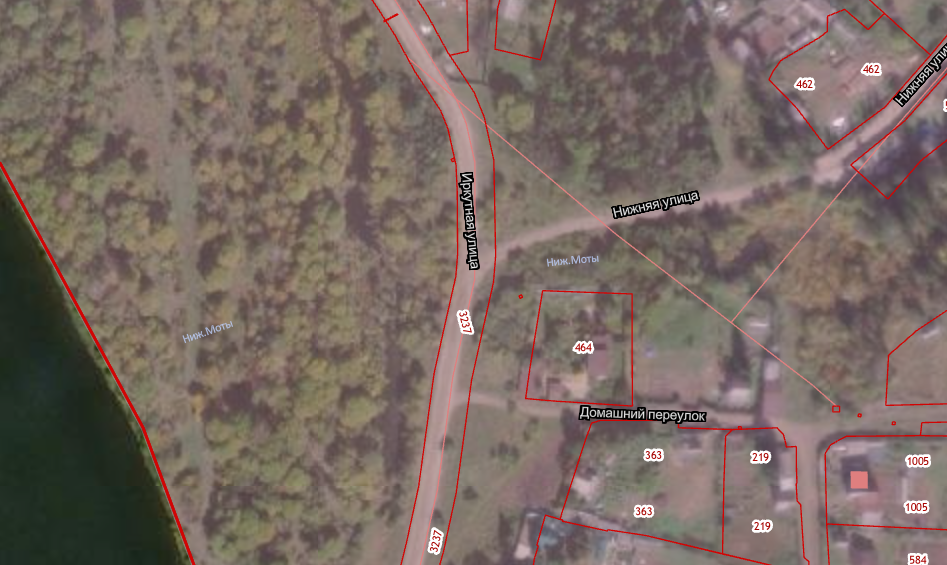 462
462
Нижняя ули
Иркутная улица
Нижняя улица
Ниж.Моты
Ниж.Моты
3237
464
Домашний переулок
363
219
1005
363
1005
219
3237
584